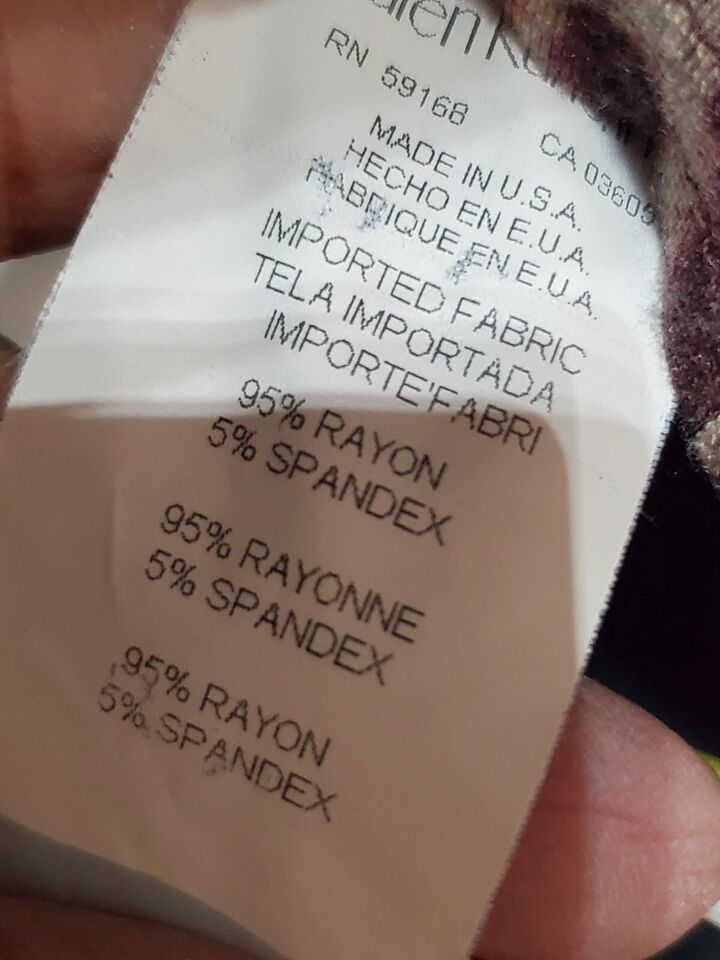 RN 59168
CA 03605
MADE IN U.S.A.
HECHO EN E.U.A.
FABRIQUE EN E.U.A.
IMPORTED FABRIC
TELA IMPORTADA
IMPORTE'FABRI
95% RAYON
5% SPANDEX
95% RAYONNE
5% SPANDEX
95% RAYON
5% SPANDEX